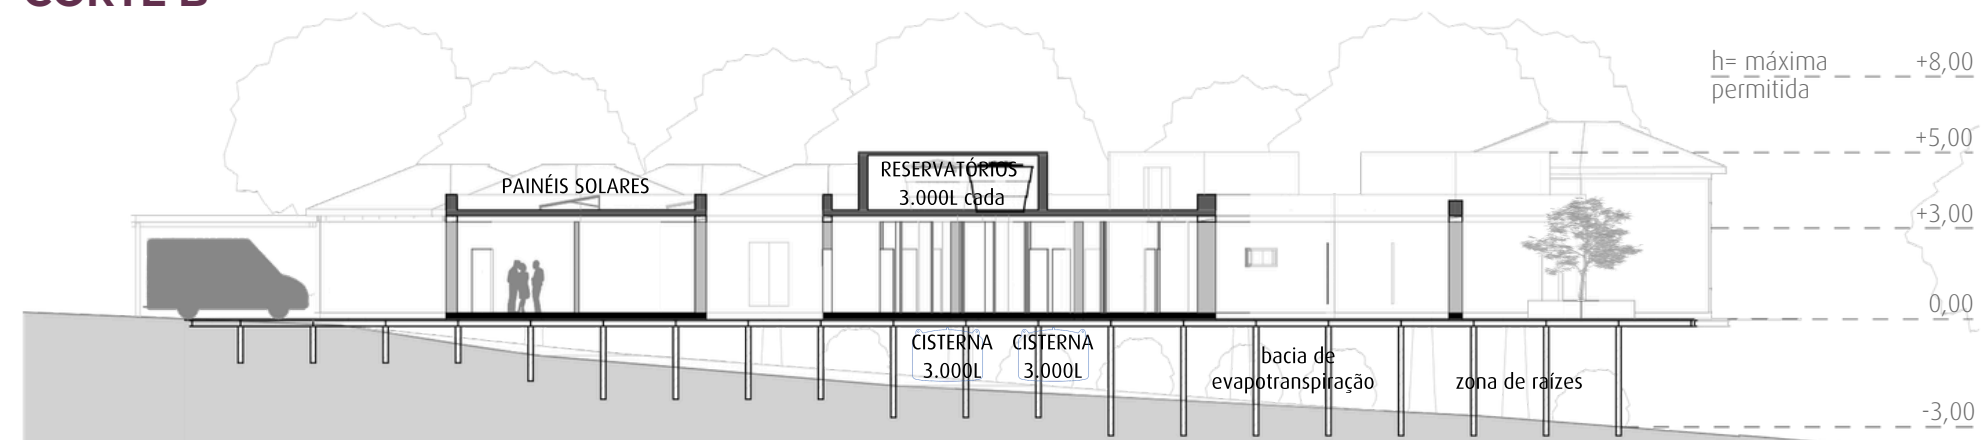 CORTE B
h= máxima
permitida
+8,00
+5,00
RESERVATÓRIOS
3.000L cada
PAINÉIS SOLARES
+3,00
0,00
CISTERNA
3.000L
CISTERNA
3.000L
bacia de
evapotranspiração
zona de raízes
-3,00